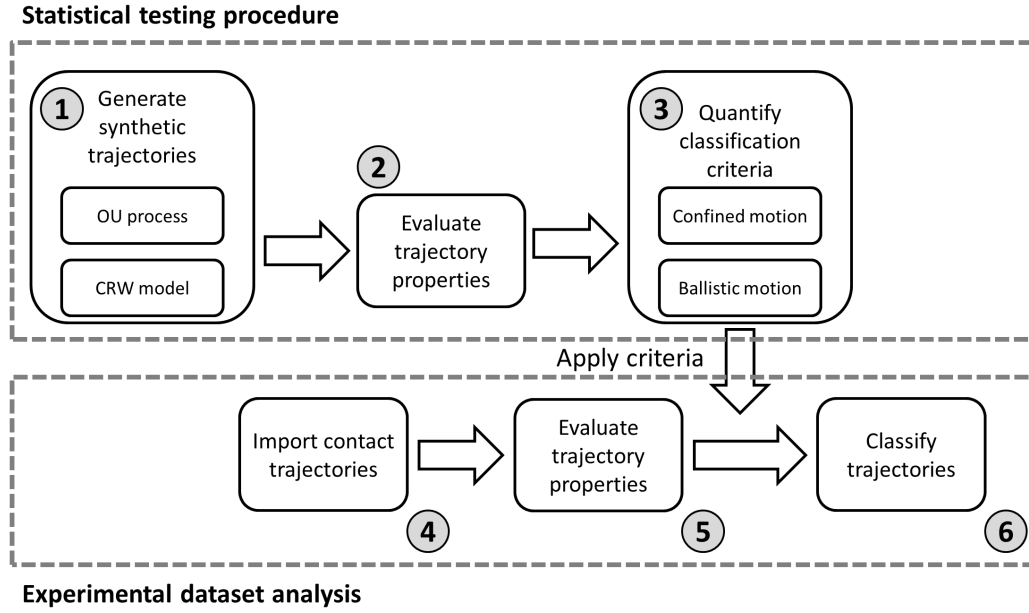 Statistical testing procedure
1
Generate
synthetic
trajectories
OU process
CRW model
2
Evaluate
trajectory
properties
3
Quantify
classification
criteria
Confined motion
Ballistic motion
Apply criteria
Import contact
trajectories
4
Evaluate
trajectory
properties
5
Classify
trajectories
6
Experimental dataset analysis